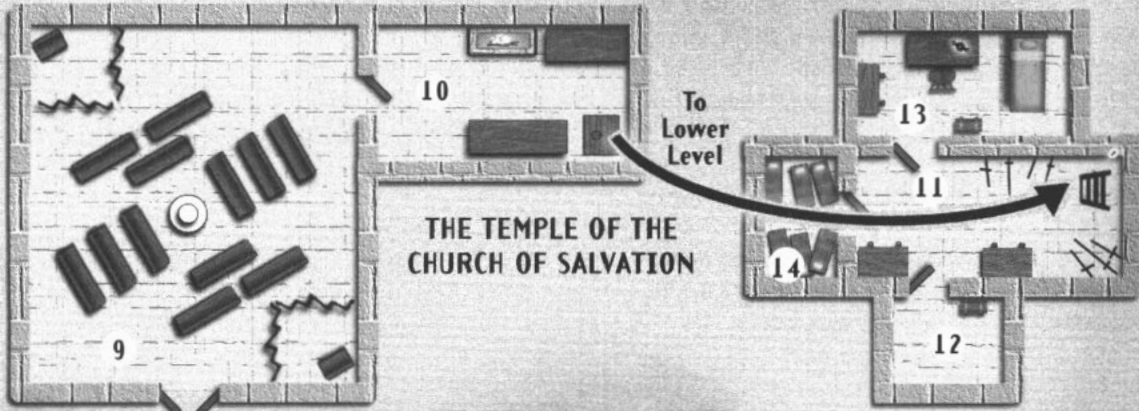 10
13
To
Lower
Level
11
THE TEMPLE OF THE
CHURCH OF SALVATION
14
9
12